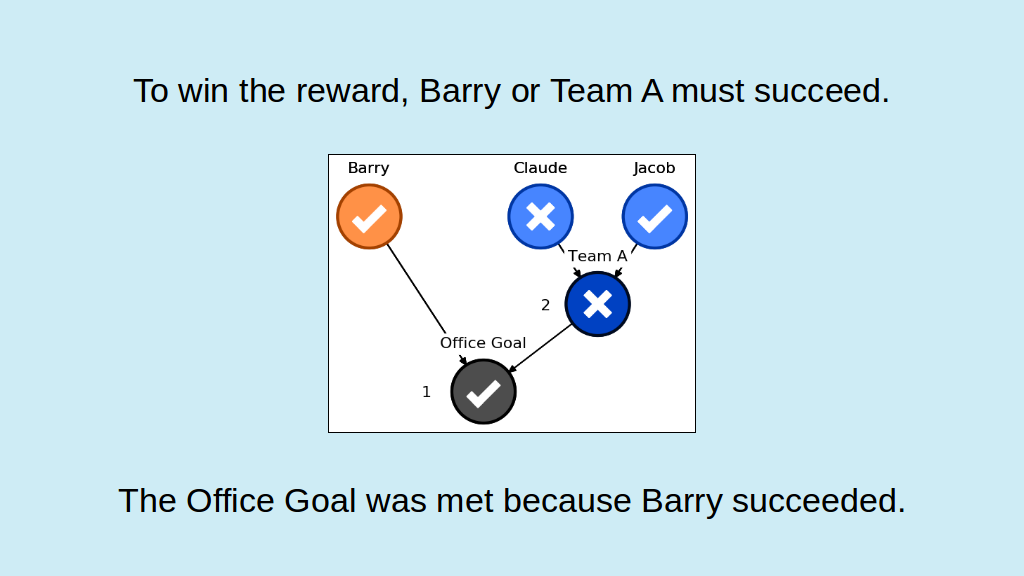 To win the reward, Barry or Team A must succeed.
Barry
Claude
Jacob
Team A
2
Office Goal
1
The Office Goal was met because Barry succeeded.